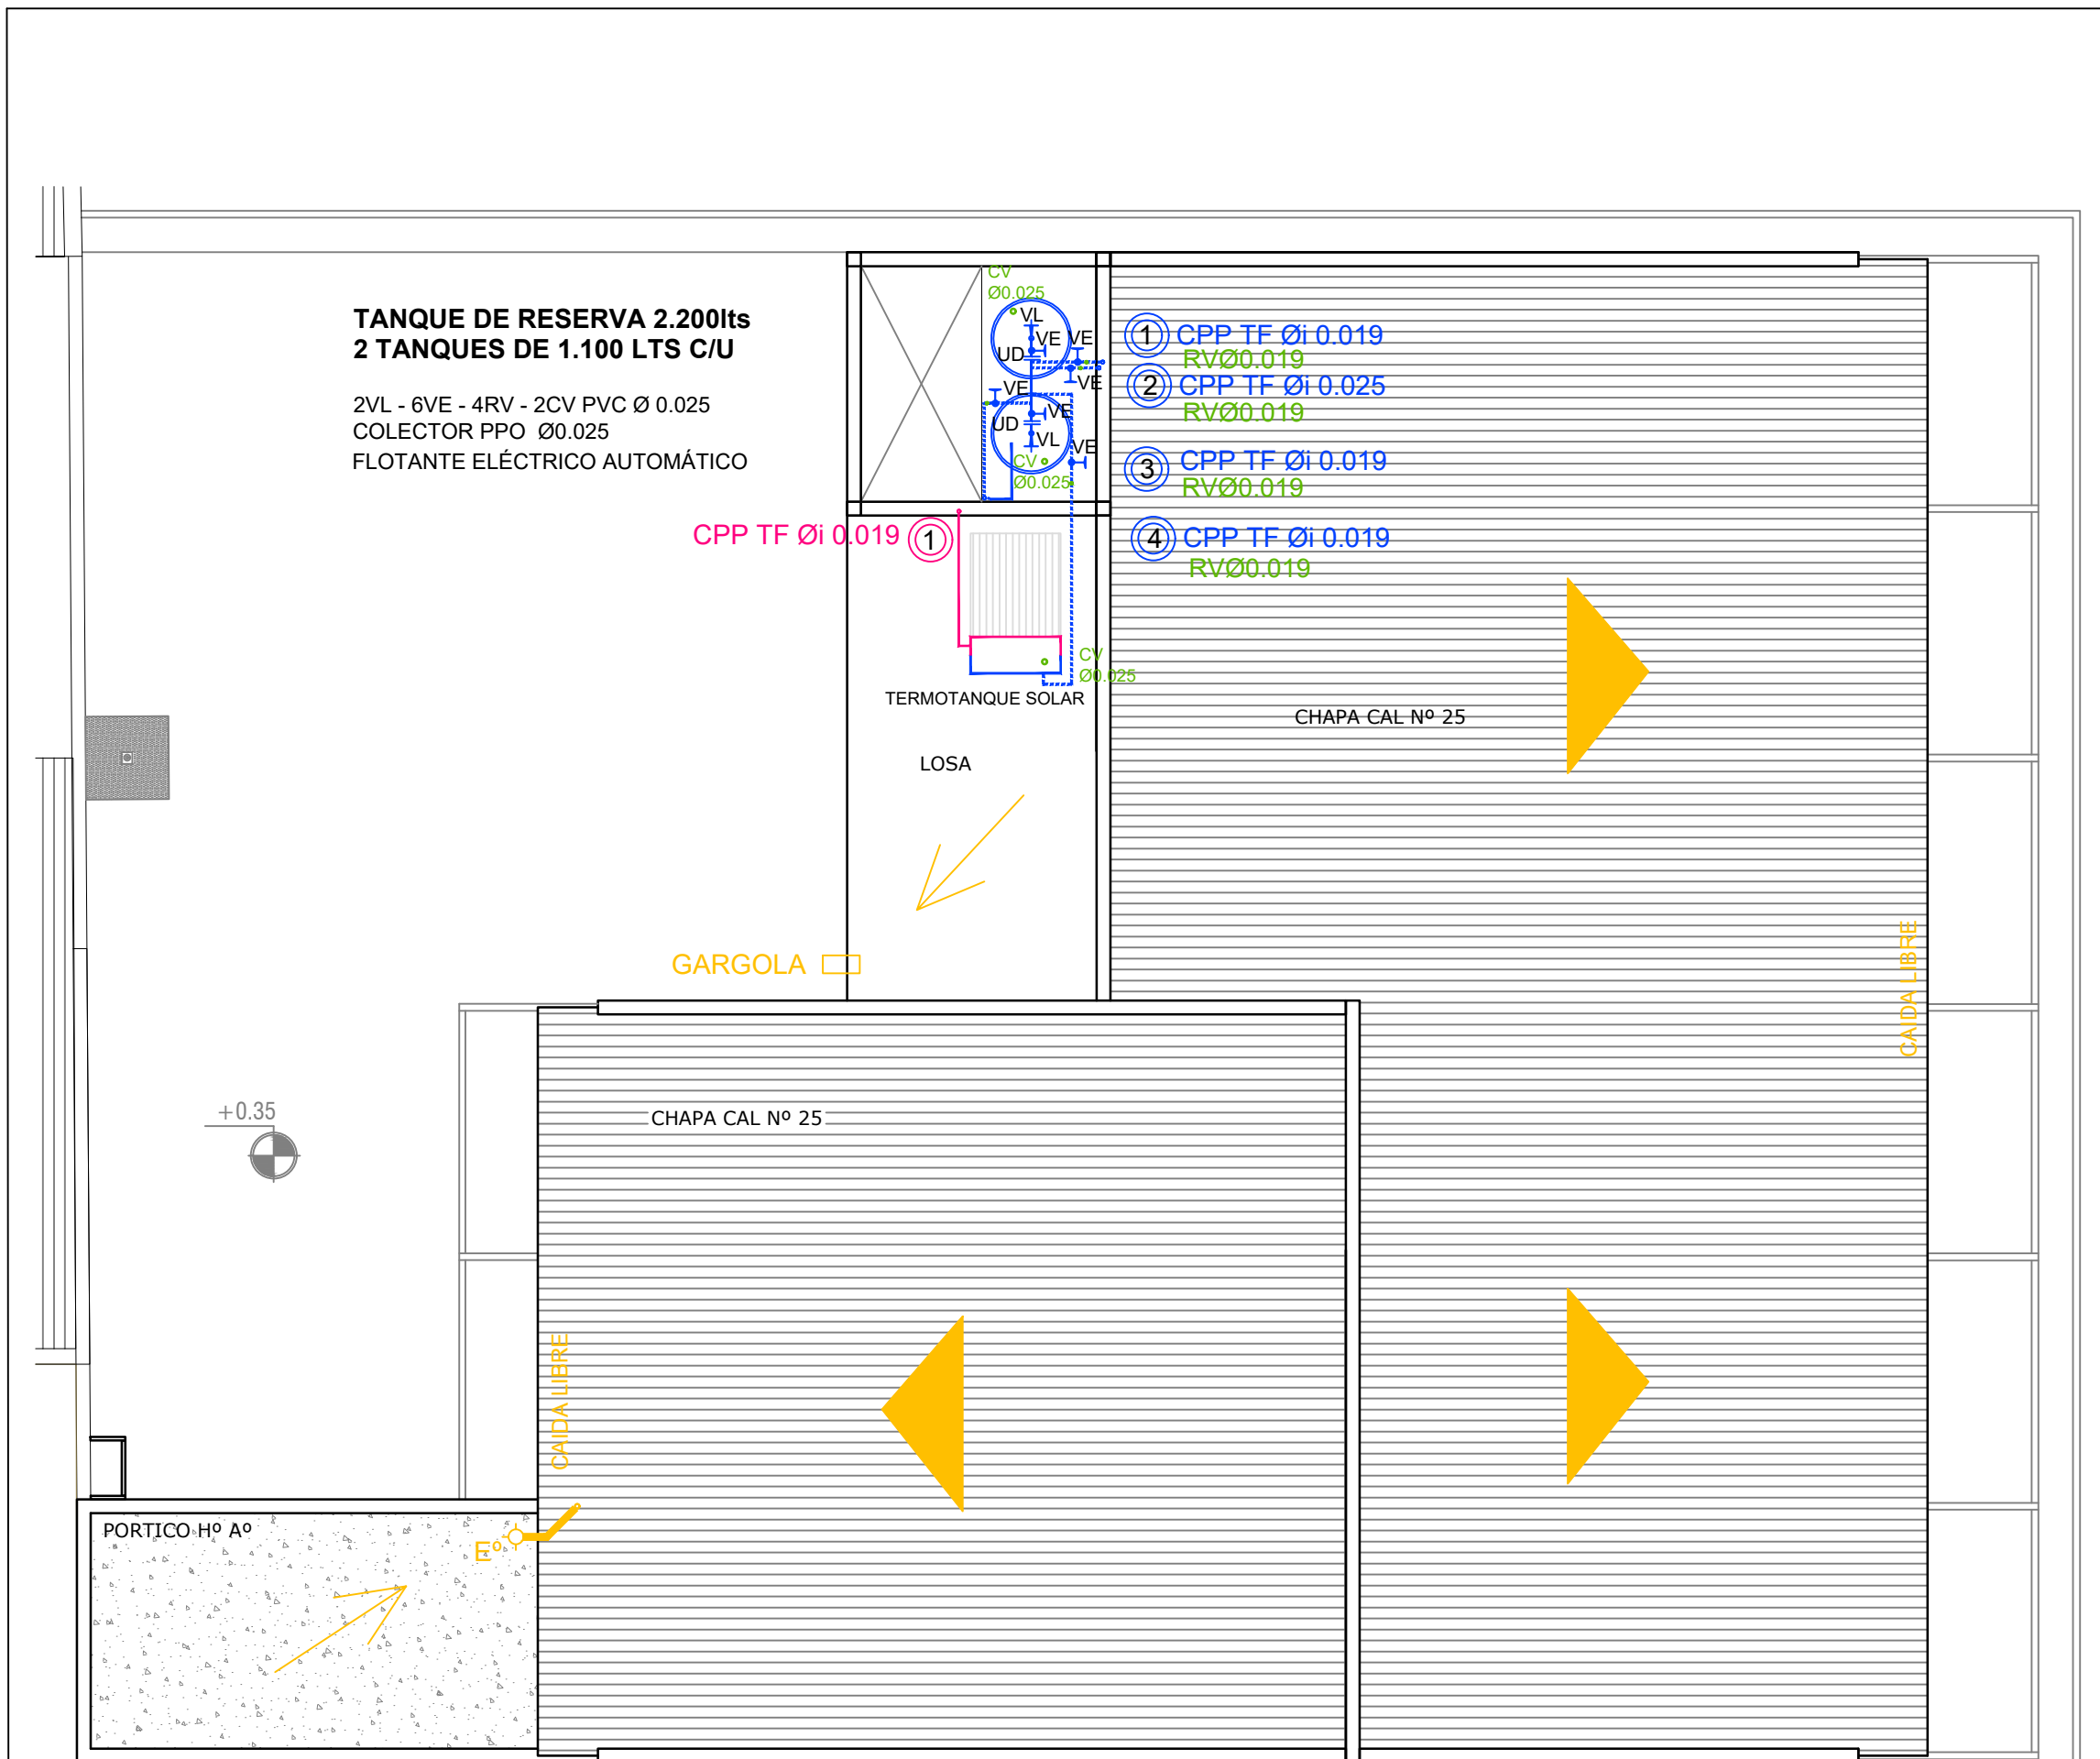 TANQUE DE RESERVA 2.200lts
2 TANQUES DE 1.100 LTS C/U
2VL - 6VE - 4RV - 2CV PVC Ø 0.025
COLECTOR PPO Ø0.025
FLOTANTE ELÉCTRICO AUTOMÁTICO
CV
Ø0.025
VL
VE
VE
UD
VE
VE
VE
UD
VL
VE
CV
Ø0.025
1 CPP TF Øi 0.019
RVØ0.019
2 CPP TF Øi 0.025
RVØ0.019
3 CPP TF Øi 0.019
RVØ0.019
4 CPP TF Øi 0.019
RVØ0.019
CPP TF Øi 0.019 1
CV
Ø0.025
TERMOTANQUE SOLAR
CHAPA CAL Nº 25
LOSA
GARGOLA
CAIDA LIBRE
+0.35
CHAPA CAL Nº 25
CAIDA LIBRE
PORTICO Hº Aº
Eº